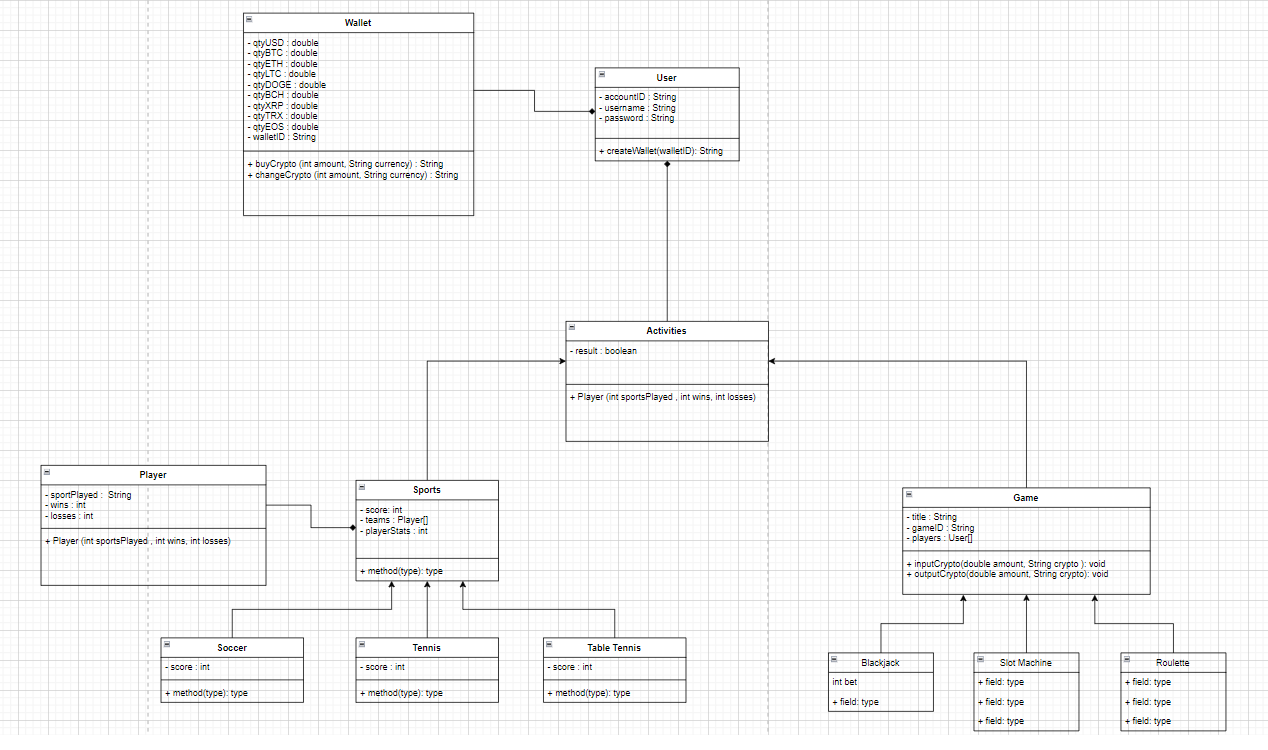 Wallet
- qtyUSD : double
- qtyBTC : double
- qtyETH : double
- qtyLTC : double
- qtyDOGE : double
- qtyBCH : double
- qtyXRP : double
- qtyTRX : double
- qtyEOS : double
- walletID : String
+ buyCrypto (int amount, String currency) : String
+ changeCrypto (int amount, String currency) : String
User
- accountID : String
- username : String
- password : String
+ createWallet(walletID): String
Activities
- result : boolean
+ Player (int sportsPlayed , int wins, int losses)
Player
- sportPlayed : String
- wins : int
- losses : int
+ Player (int sportsPlayed , int wins, int losses)
Sports
- score: int
- teams : Player[]
- playerStats : int
+ method(type): type
Game
- title : String
- gameID : String
- players : User[]
+ inputCrypto(double amount, String crypto ): void
+ outputCrypto(double amount, String crypto): void
Soccer
- score : int
+ method(type): type
Tennis
- score : int
+ method(type): type
Table Tennis
- score : int
+ method(type): type
Blackjack
int bet
+ field: type
Slot Machine
+ field: type
+ field: type
+ field: type
Roulette
+ field: type
+ field: type
+ field: type